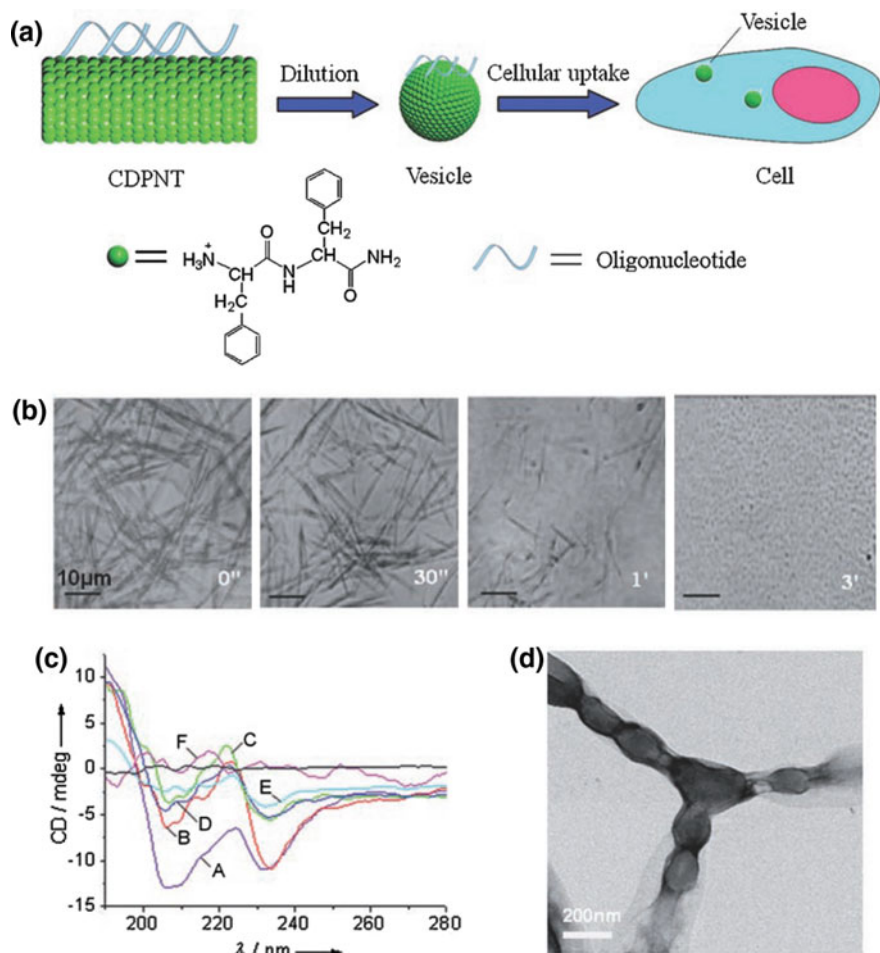 (a)
Vesicle
Dilution
Cellular uptake
CDPNT
Vesicle
Cell
CH₂
O
H₃N⁺
CH
N
H
CH
NH₂
H₂C
O
= Oligonucleotide
(b)
10μm
0"
30"
1'
3'
(c)
10
5
0
-5
-10
-15
CD / mdeg
F
C
E
D
B
A
200
220
240
260
280
λ / nm
(d)
200nm